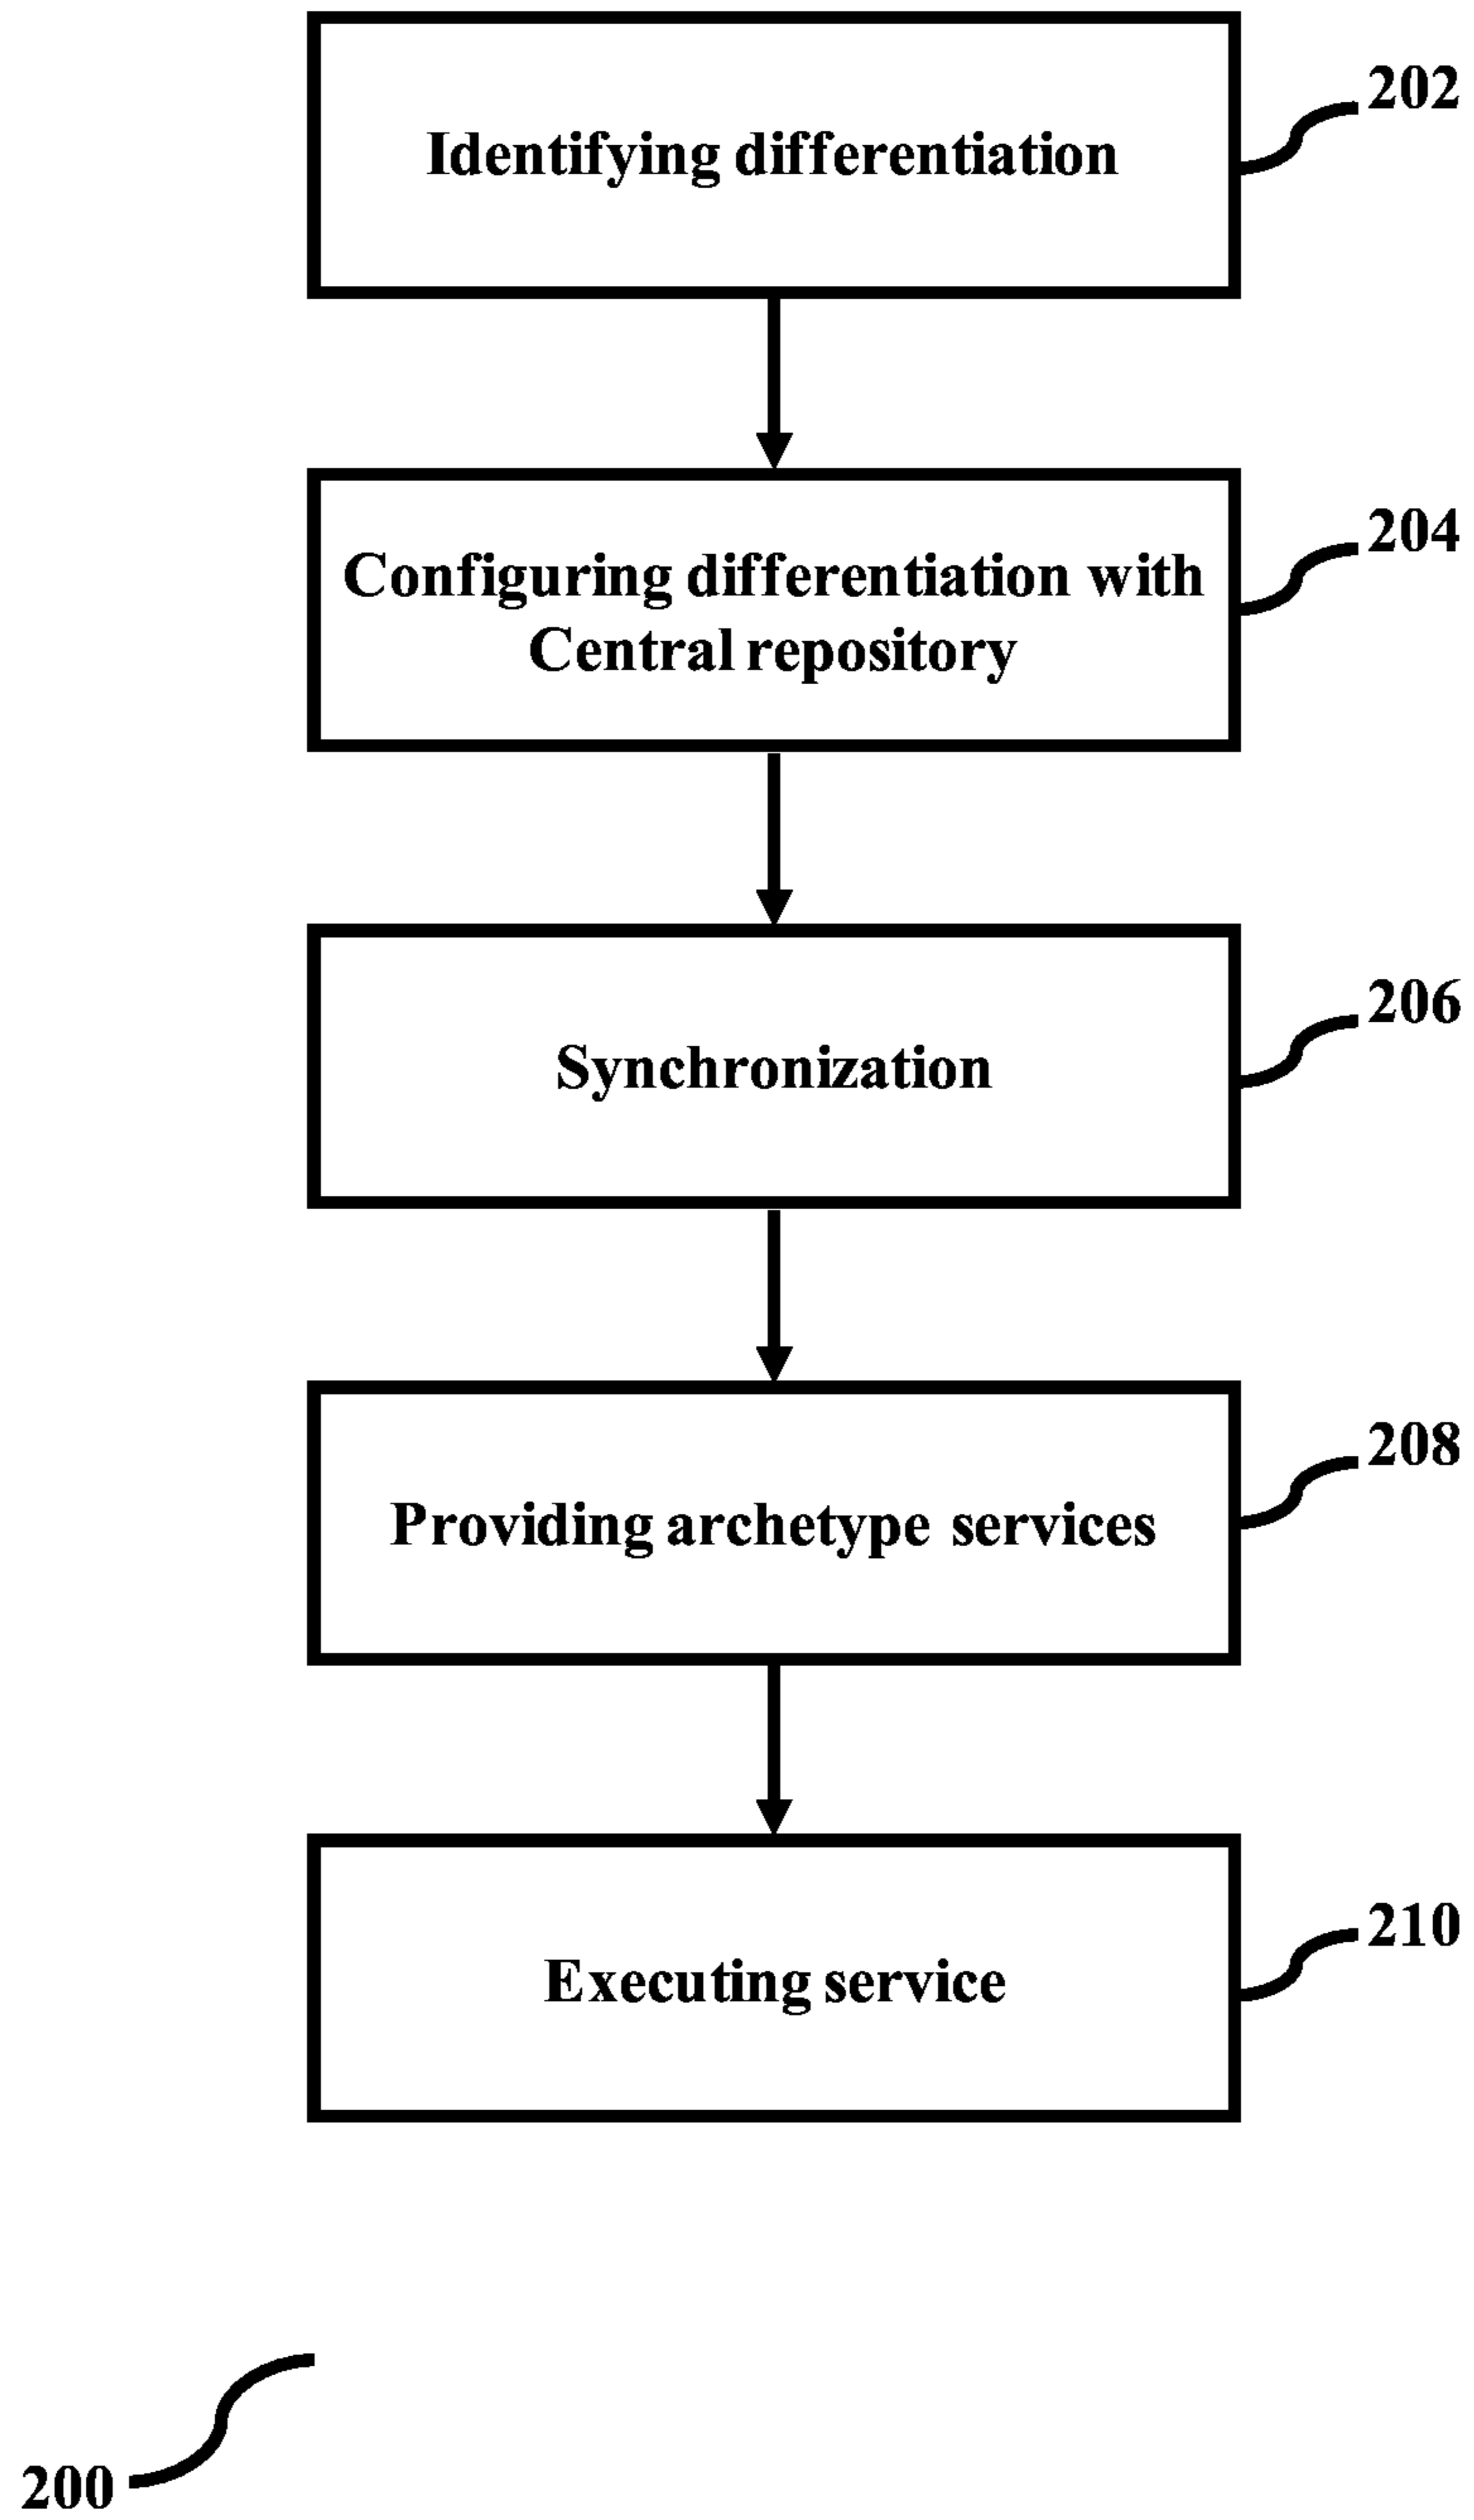 202
Identifying differentiation
204
Configuring differentiation with
Central repository
206
Synchronization
208
Providing archetype services
210
Executing service
200